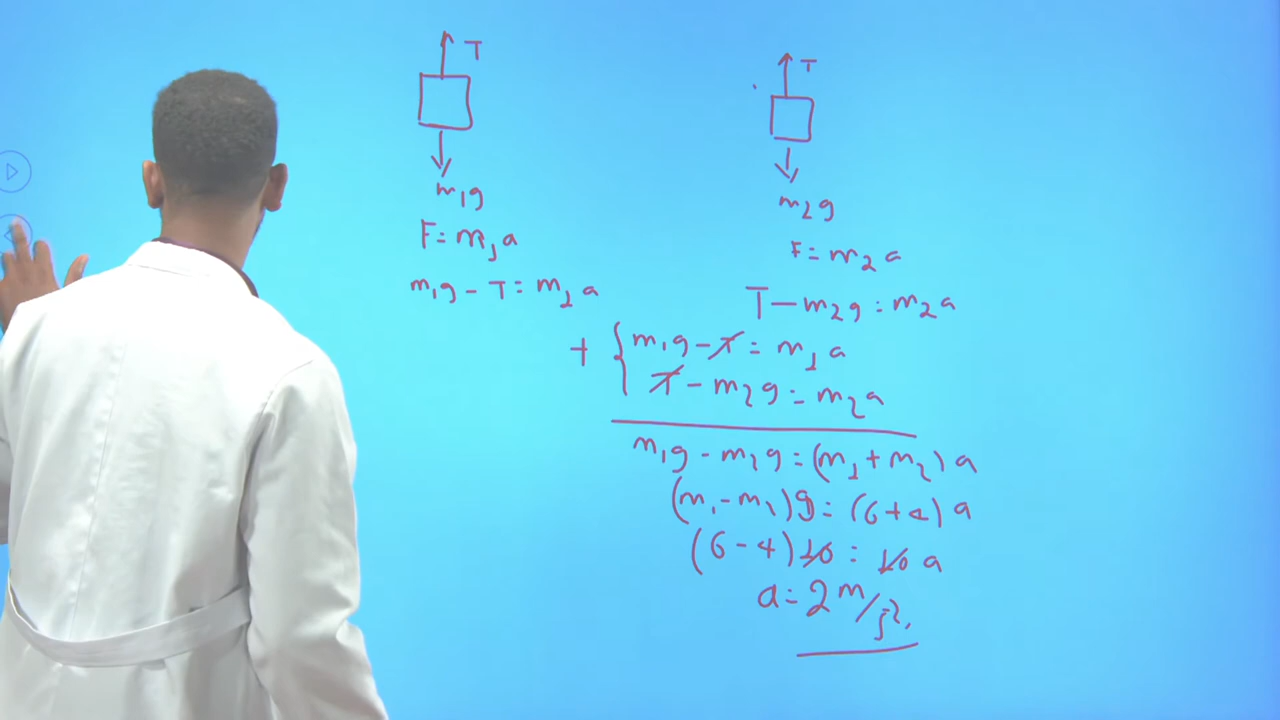 T
m₁g
F = m₁a
m₁g - T = m₁a
T
m₂g
F = m₂a
T - m₂g = m₂a
+ { m₁g - T = m₁a
T - m₂g = m₂a
m₁g - m₂g = (m₁ + m₂) a
(m₁ - m₂)g = (6+4) a
(6 - 4) 10 = 10 a
a = 2 m/s².